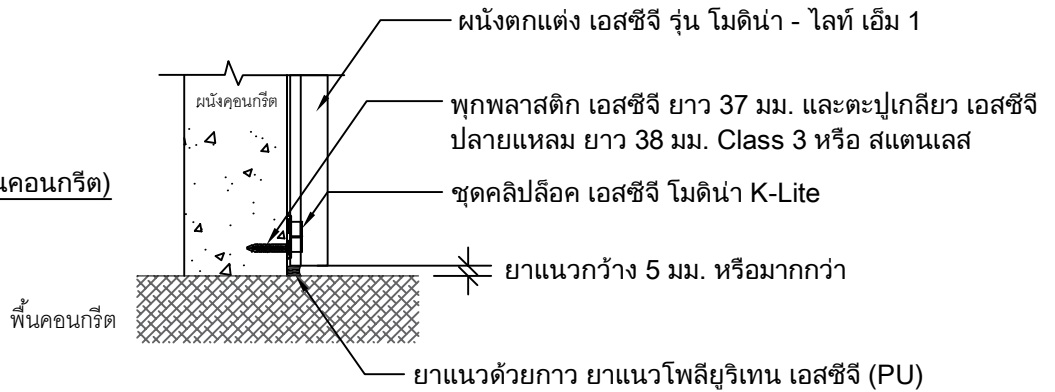 ผนังตกแต่ง เอสซีจี รุ่น โมดิน่า - ไลท์ เอ็ม 1
ผนังคอนกรีต
พุกพลาสติก เอสซีจี ยาว 37 มม. และตะปูเกลียว เอสซีจี
ปลายแหลม ยาว 38 มม. Class 3 หรือ สแตนเลส
นคอนกรีต)
ชุดคลิปล็อค เอสซีจี โมดิน่า K-Lite
ยาแนวกว้าง 5 มม. หรือมากกว่า
พื้นคอนกรีต
ยาแนวด้วยกาว ยาแนวโพลียูริเทน เอสซีจี (PU)